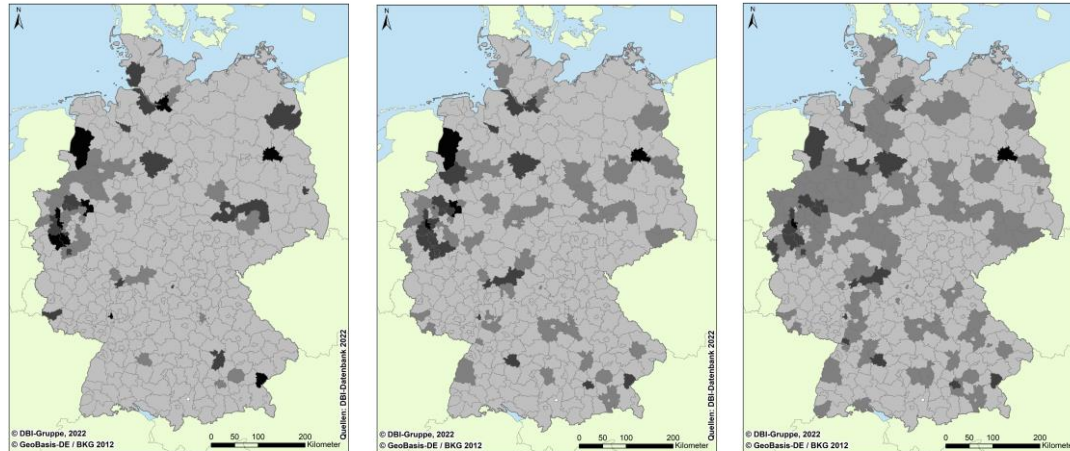 N
© DBI-Gruppe, 2022
© GeoBasis-DE / BKG 2012
0 50 100 200
Kilometer
Quellen: DBI-Datenbank 2022
N
© DBI-Gruppe, 2022
© GeoBasis-DE / BKG 2012
0 50 100 200
Kilometer
Quellen: DBI-Datenbank 2022
N
© DBI-Gruppe, 2022
© GeoBasis-DE / BKG 2012
0 50 100 200
Kilometer